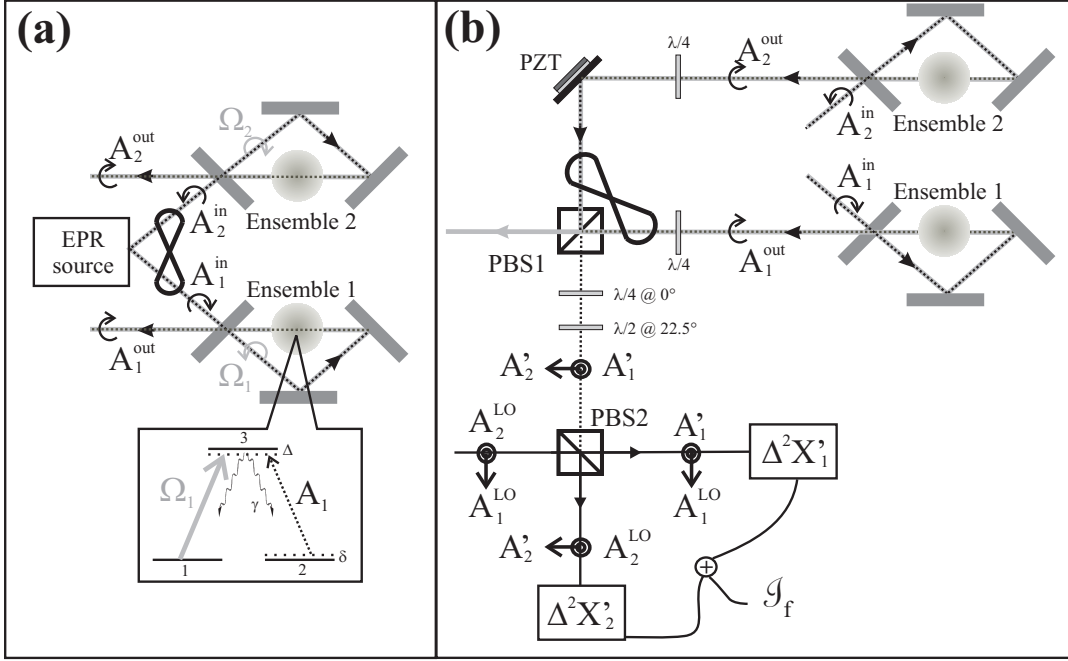 (a)
Ω₂
A₂ᵒᵘᵗ
Ensemble 2
A₂ⁱⁿ
EPR
source
A₁ⁱⁿ
Ensemble 1
A₁ᵒᵘᵗ
Ω₁
3
Δ
Ω₁
γ
A₁
δ
1
2
(b)
PZT
λ/4
A₂ᵒᵘᵗ
A₂ⁱⁿ
Ensemble 2
A₁ⁱⁿ
Ensemble 1
PBS1
λ/4
A₁ᵒᵘᵗ
λ/4 @ 0°
λ/2 @ 22.5°
A'₂
A'₁
PBS2
A₂ᴸᴼ
A₁ᴸᴼ
A'₁
A₁ᴸᴼ
Δ²X'₁
A'₂
A₂ᴸᴼ
+
ℐ_f
Δ²X'₂